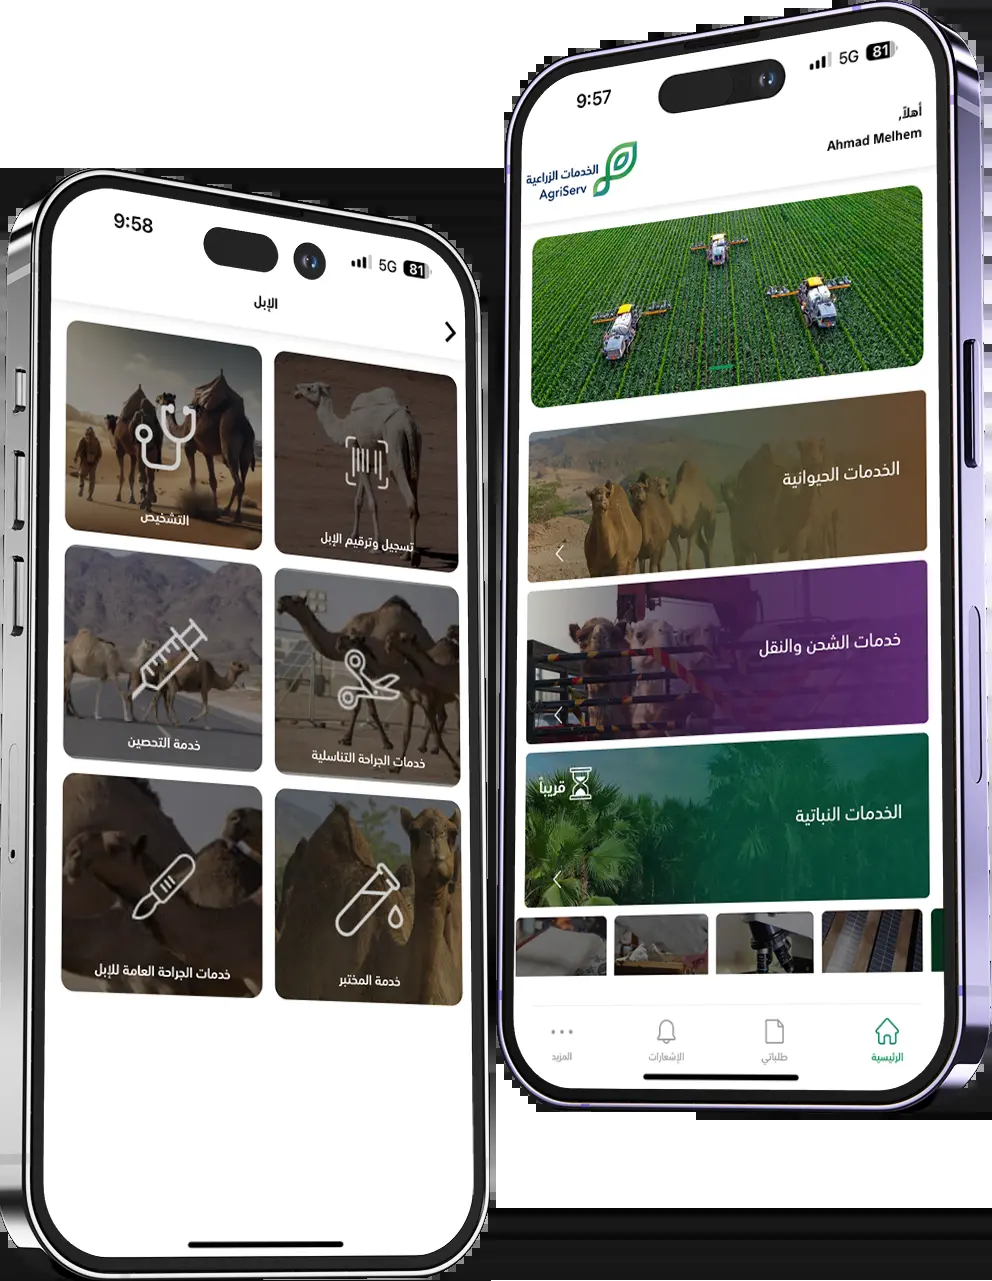 9:57
5G 81
أهلاً,
Ahmad Melhem
الخدمات الزراعية
AgriServ
الخدمات الحيوانية
خدمات الشحن والنقل
قريباً
الخدمات النباتية
الرئيسية
طلباتي
الإشعارات
المزيد
9:58
5G 81
الإبل
تسجيل وترقيم الإبل
التشخيص
خدمات الجراحة التناسلية
خدمة التحصين
خدمة المختبر
خدمات الجراحة العامة للإبل